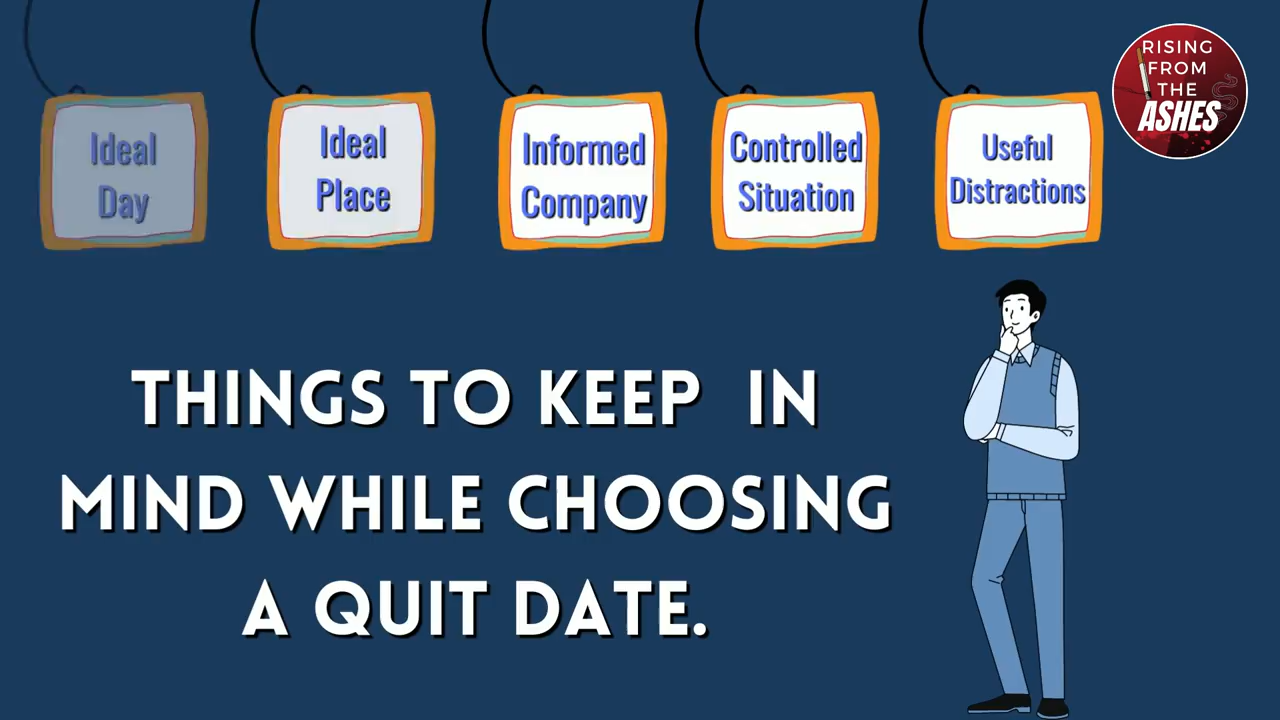 Ideal
Day
Ideal
Place
Informed
Company
Controlled
Situation
Useful
Distractions
RISING
FROM
THE
ASHES
THINGS TO KEEP IN
MIND WHILE CHOOSING
A QUIT DATE.